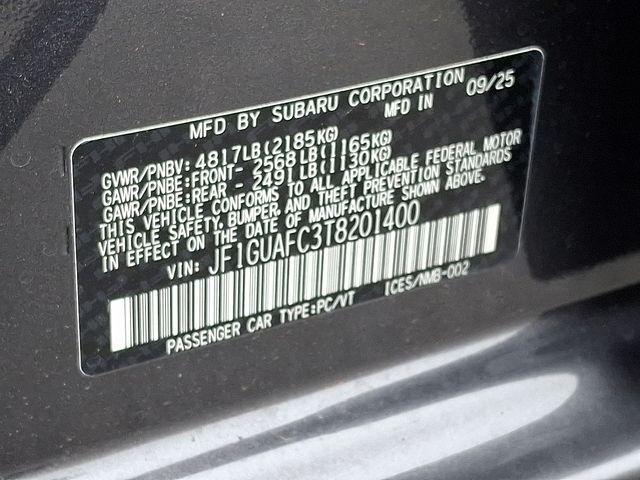 MFD BY SUBARU CORPORATION
MFD IN 09/25
GVWR/PNBV: 4817LB(2185KG)
GAWR/PNBE:FRONT- 2568LB(1165KG)
GAWR/PNBE:REAR - 2491LB(1130KG)
THIS VEHICLE CONFORMS TO ALL APPLICABLE FEDERAL MOTOR
VEHICLE SAFETY, BUMPER, AND THEFT PREVENTION STANDARDS
IN EFFECT ON THE DATE OF MANUFACTURE SHOWN ABOVE.
VIN: JF1GUAFC3T8201400
PASSENGER CAR TYPE:PC/VT ICES/NMB-002